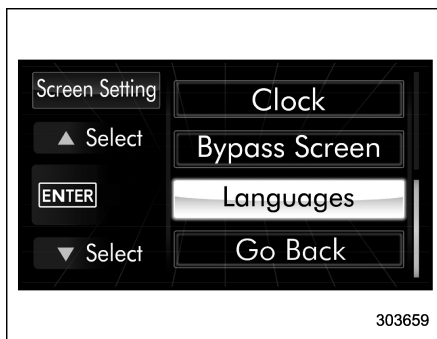 Screen Setting
▲ Select
ENTER
▼ Select
Clock
Bypass Screen
Languages
Go Back
303659